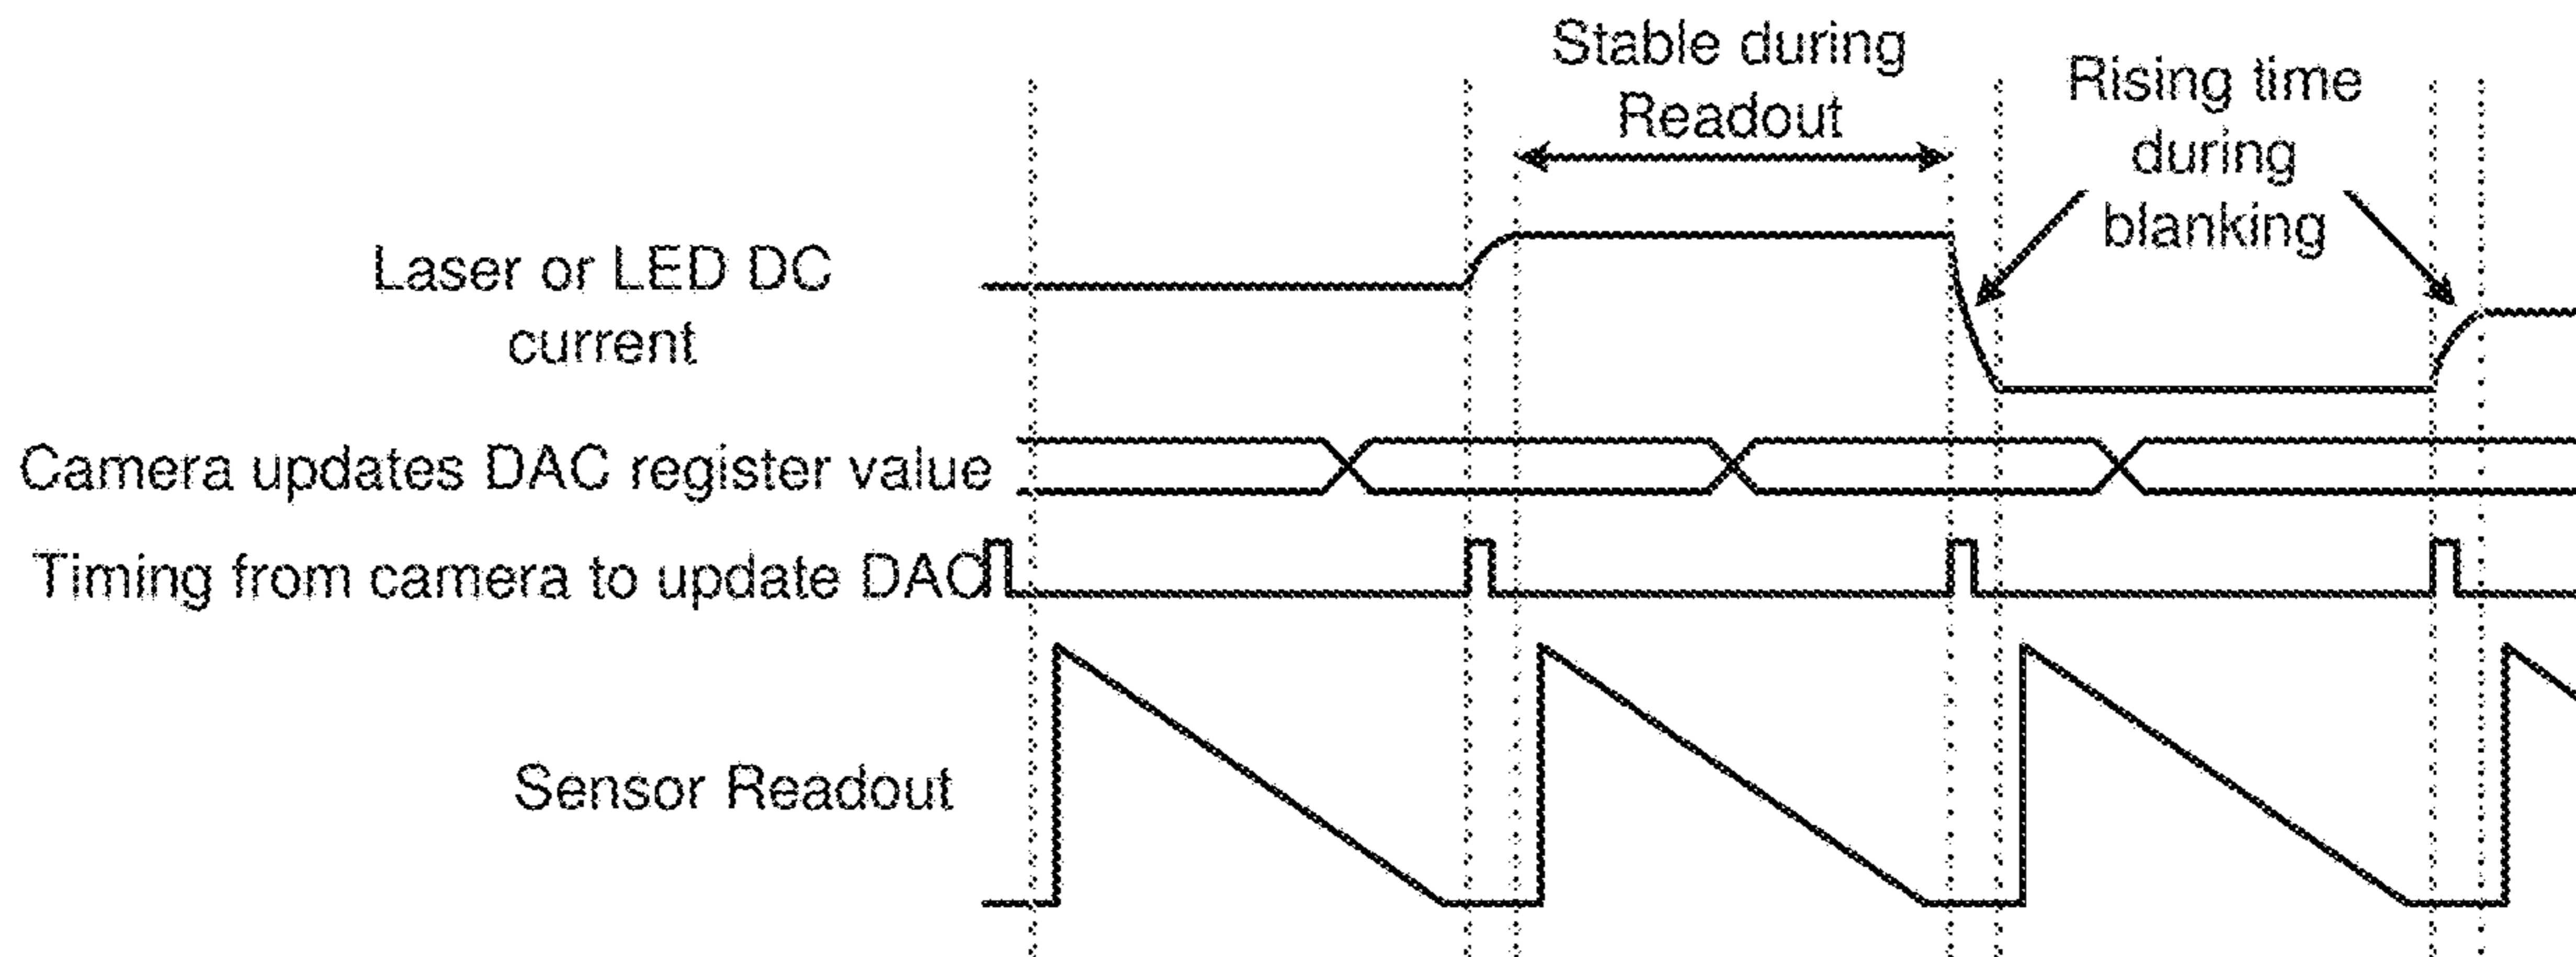 Stable during
Readout
Rising time
during
blanking
Laser or LED DC
current
Camera updates DAC register value
Timing from camera to update DAC
Sensor Readout